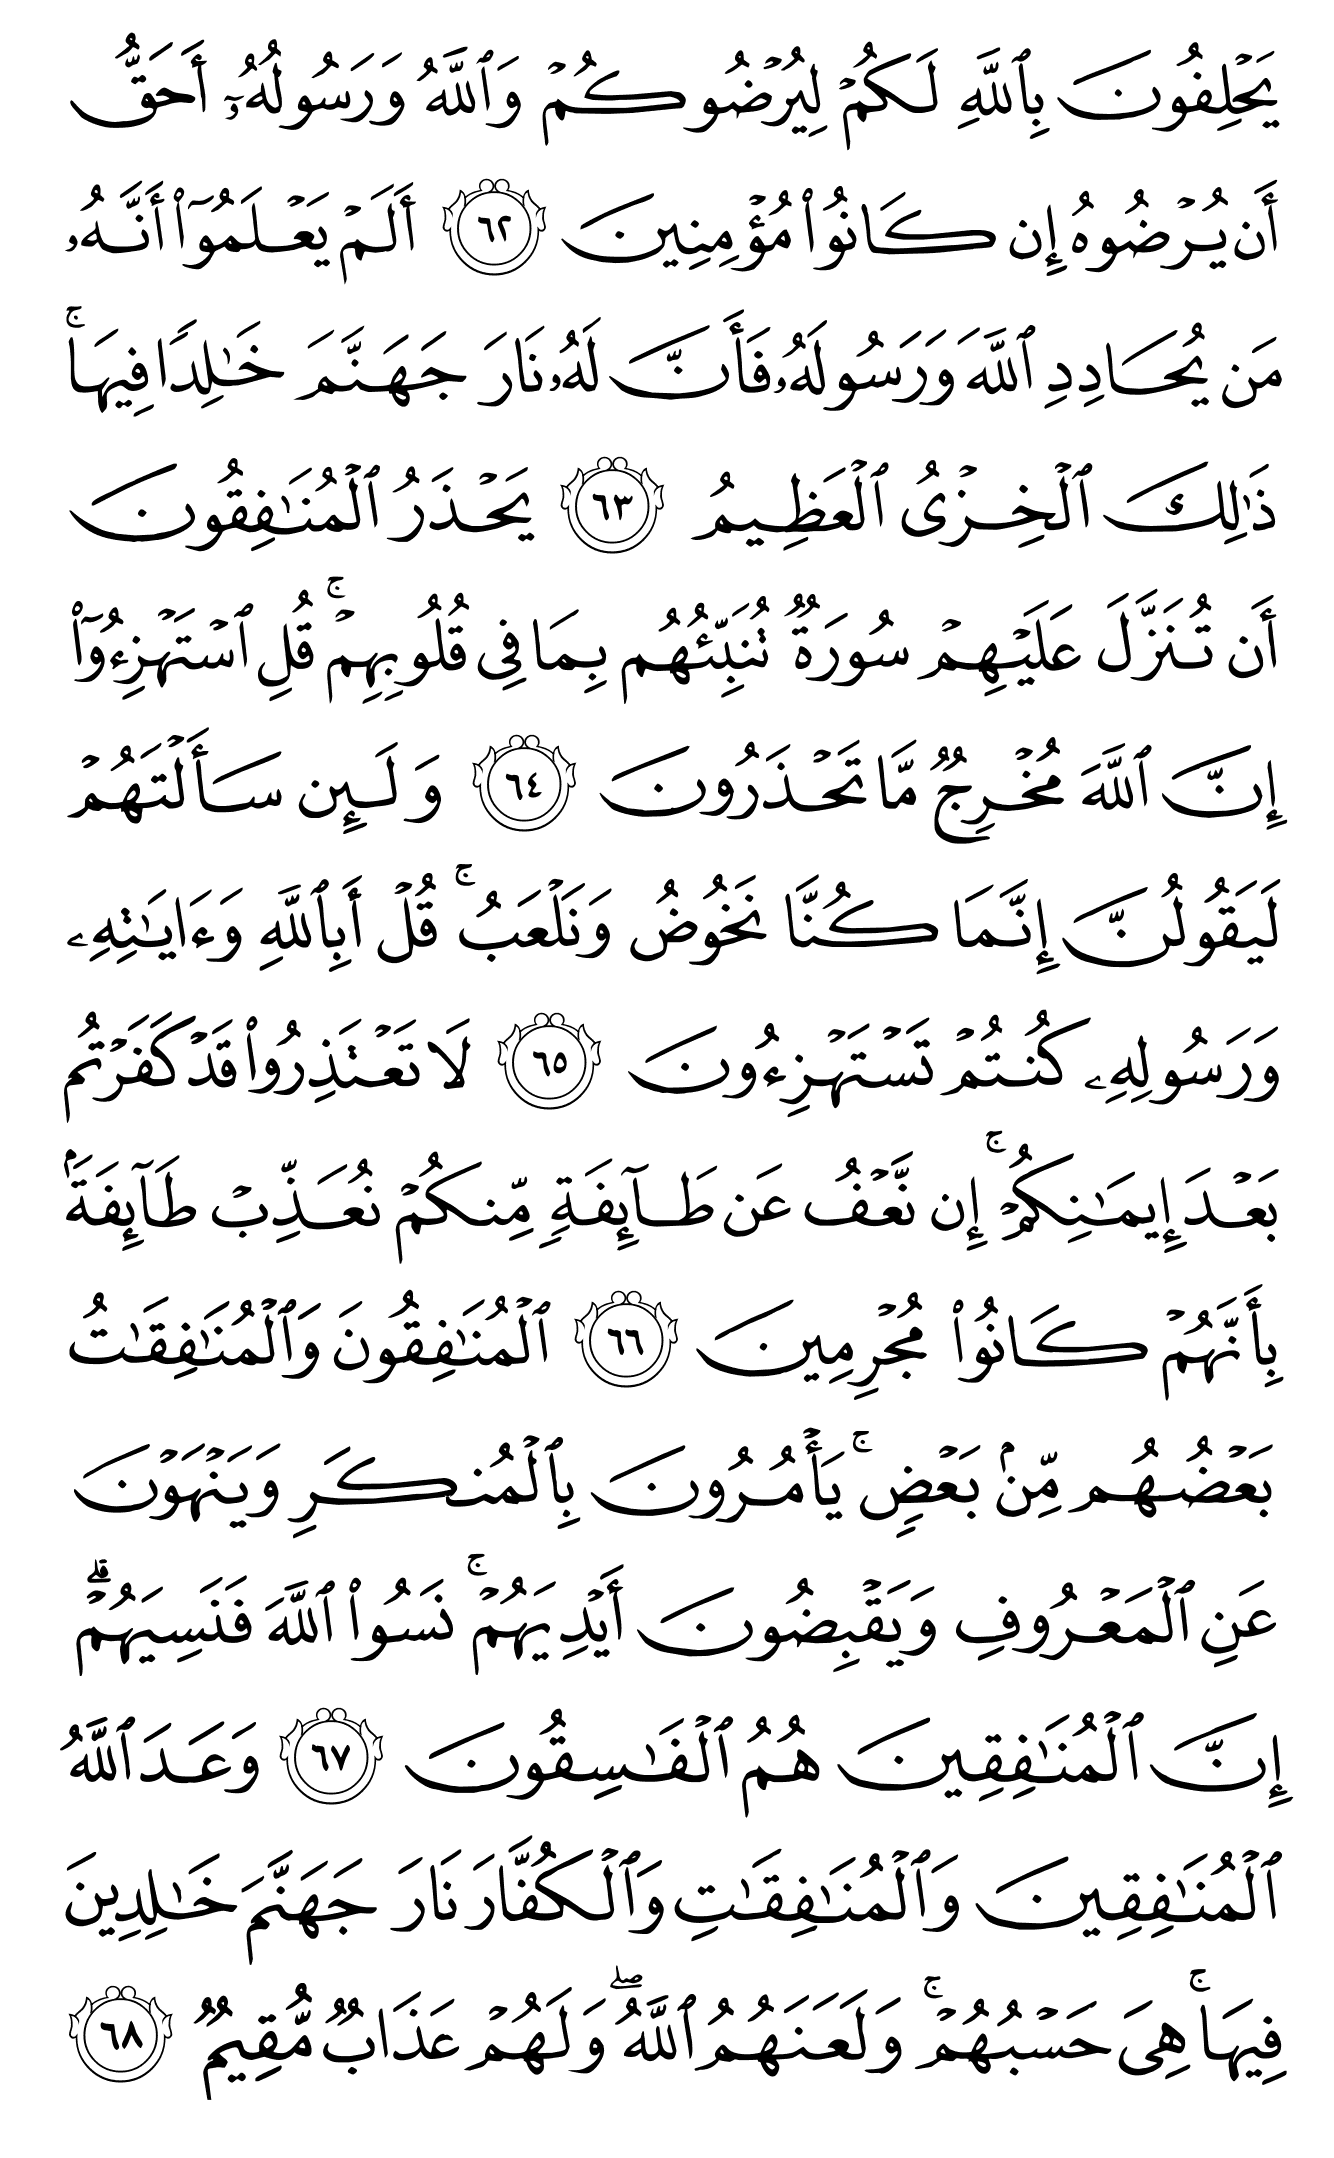 يَحۡلِفُونَ بِٱللَّهِ لَكُمۡ لِيُرۡضُوكُمۡ وَٱللَّهُ وَرَسُولُهُۥٓ أَحَقُّ
أَن يُرۡضُوهُ إِن كَانُواْ مُؤۡمِنِينَ ٦٢ أَلَمۡ يَعۡلَمُوٓاْ أَنَّهُۥ
مَن يُحَادِدِ ٱللَّهَ وَرَسُولَهُۥ فَأَنَّ لَهُۥ نَارَ جَهَنَّمَ خَٰلِدٗا فِيهَاۚ
ذَٰلِكَ ٱلۡخِزۡيُ ٱلۡعَظِيمُ ٦٣ يَحۡذَرُ ٱلۡمُنَٰفِقُونَ
أَن تُنَزَّلَ عَلَيۡهِمۡ سُورَةٞ تُنَبِّئُهُم بِمَا فِي قُلُوبِهِمۡۚ قُلِ ٱسۡتَهۡزِءُوٓاْ
إِنَّ ٱللَّهَ مُخۡرِجٞ مَّا تَحۡذَرُونَ ٦٤ وَلَئِن سَأَلۡتَهُمۡ
لَيَقُولُنَّ إِنَّمَا كُنَّا نَخُوضُ وَنَلۡعَبُۚ قُلۡ أَبِٱللَّهِ وَءَايَٰتِهِۦ
وَرَسُولِهِۦ كُنتُمۡ تَسۡتَهۡزِءُونَ ٦٥ لَا تَعۡتَذِرُواْ قَدۡ كَفَرۡتُم
بَعۡدَ إِيمَٰنِكُمۡۚ إِن نَّعۡفُ عَن طَآئِفَةٖ مِّنكُمۡ نُعَذِّبۡ طَآئِفَةَۢ
بِأَنَّهُمۡ كَانُواْ مُجۡرِمِينَ ٦٦ ٱلۡمُنَٰفِقُونَ وَٱلۡمُنَٰفِقَٰتُ
بَعۡضُهُم مِّنۢ بَعۡضٖۚ يَأۡمُرُونَ بِٱلۡمُنكَرِ وَيَنۡهَوۡنَ
عَنِ ٱلۡمَعۡرُوفِ وَيَقۡبِضُونَ أَيۡدِيَهُمۡۚ نَسُواْ ٱللَّهَ فَنَسِيَهُمۡۗ
إِنَّ ٱلۡمُنَٰفِقِينَ هُمُ ٱلۡفَٰسِقُونَ ٦٧ وَعَدَ ٱللَّهُ
ٱلۡمُنَٰفِقِينَ وَٱلۡمُنَٰفِقَٰتِ وَٱلۡكُفَّارَ نَارَ جَهَنَّمَ خَٰلِدِينَ
فِيهَاۚ هِيَ حَسۡبُهُمۡۚ وَلَعَنَهُمُ ٱللَّهُۖ وَلَهُمۡ عَذَابٞ مُّقِيمٞ ٦٨